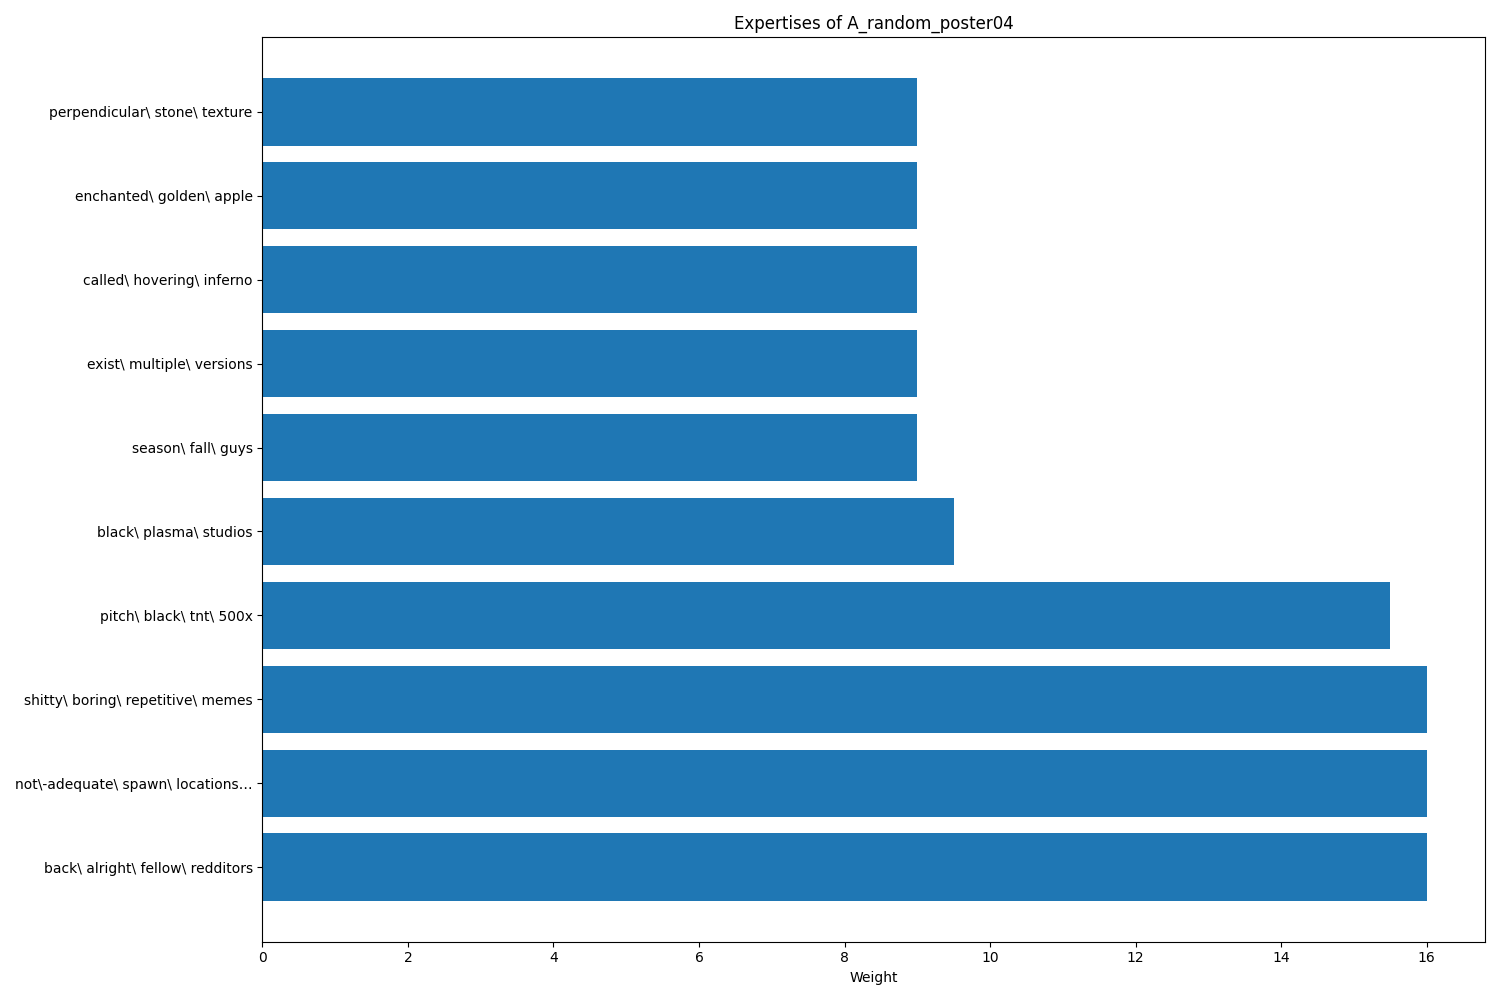 Expertises of A_random_poster04
perpendicular\ stone\ texture
enchanted\ golden\ apple
called\ hovering\ inferno
exist\ multiple\ versions
season\ fall\ guys
black\ plasma\ studios
pitch\ black\ tnt\ 500x
shitty\ boring\ repetitive\ memes
not\-adequate\ spawn\ locations…
back\ alright\ fellow\ redditors
0 2 4 6 8 10 12 14 16
Weight